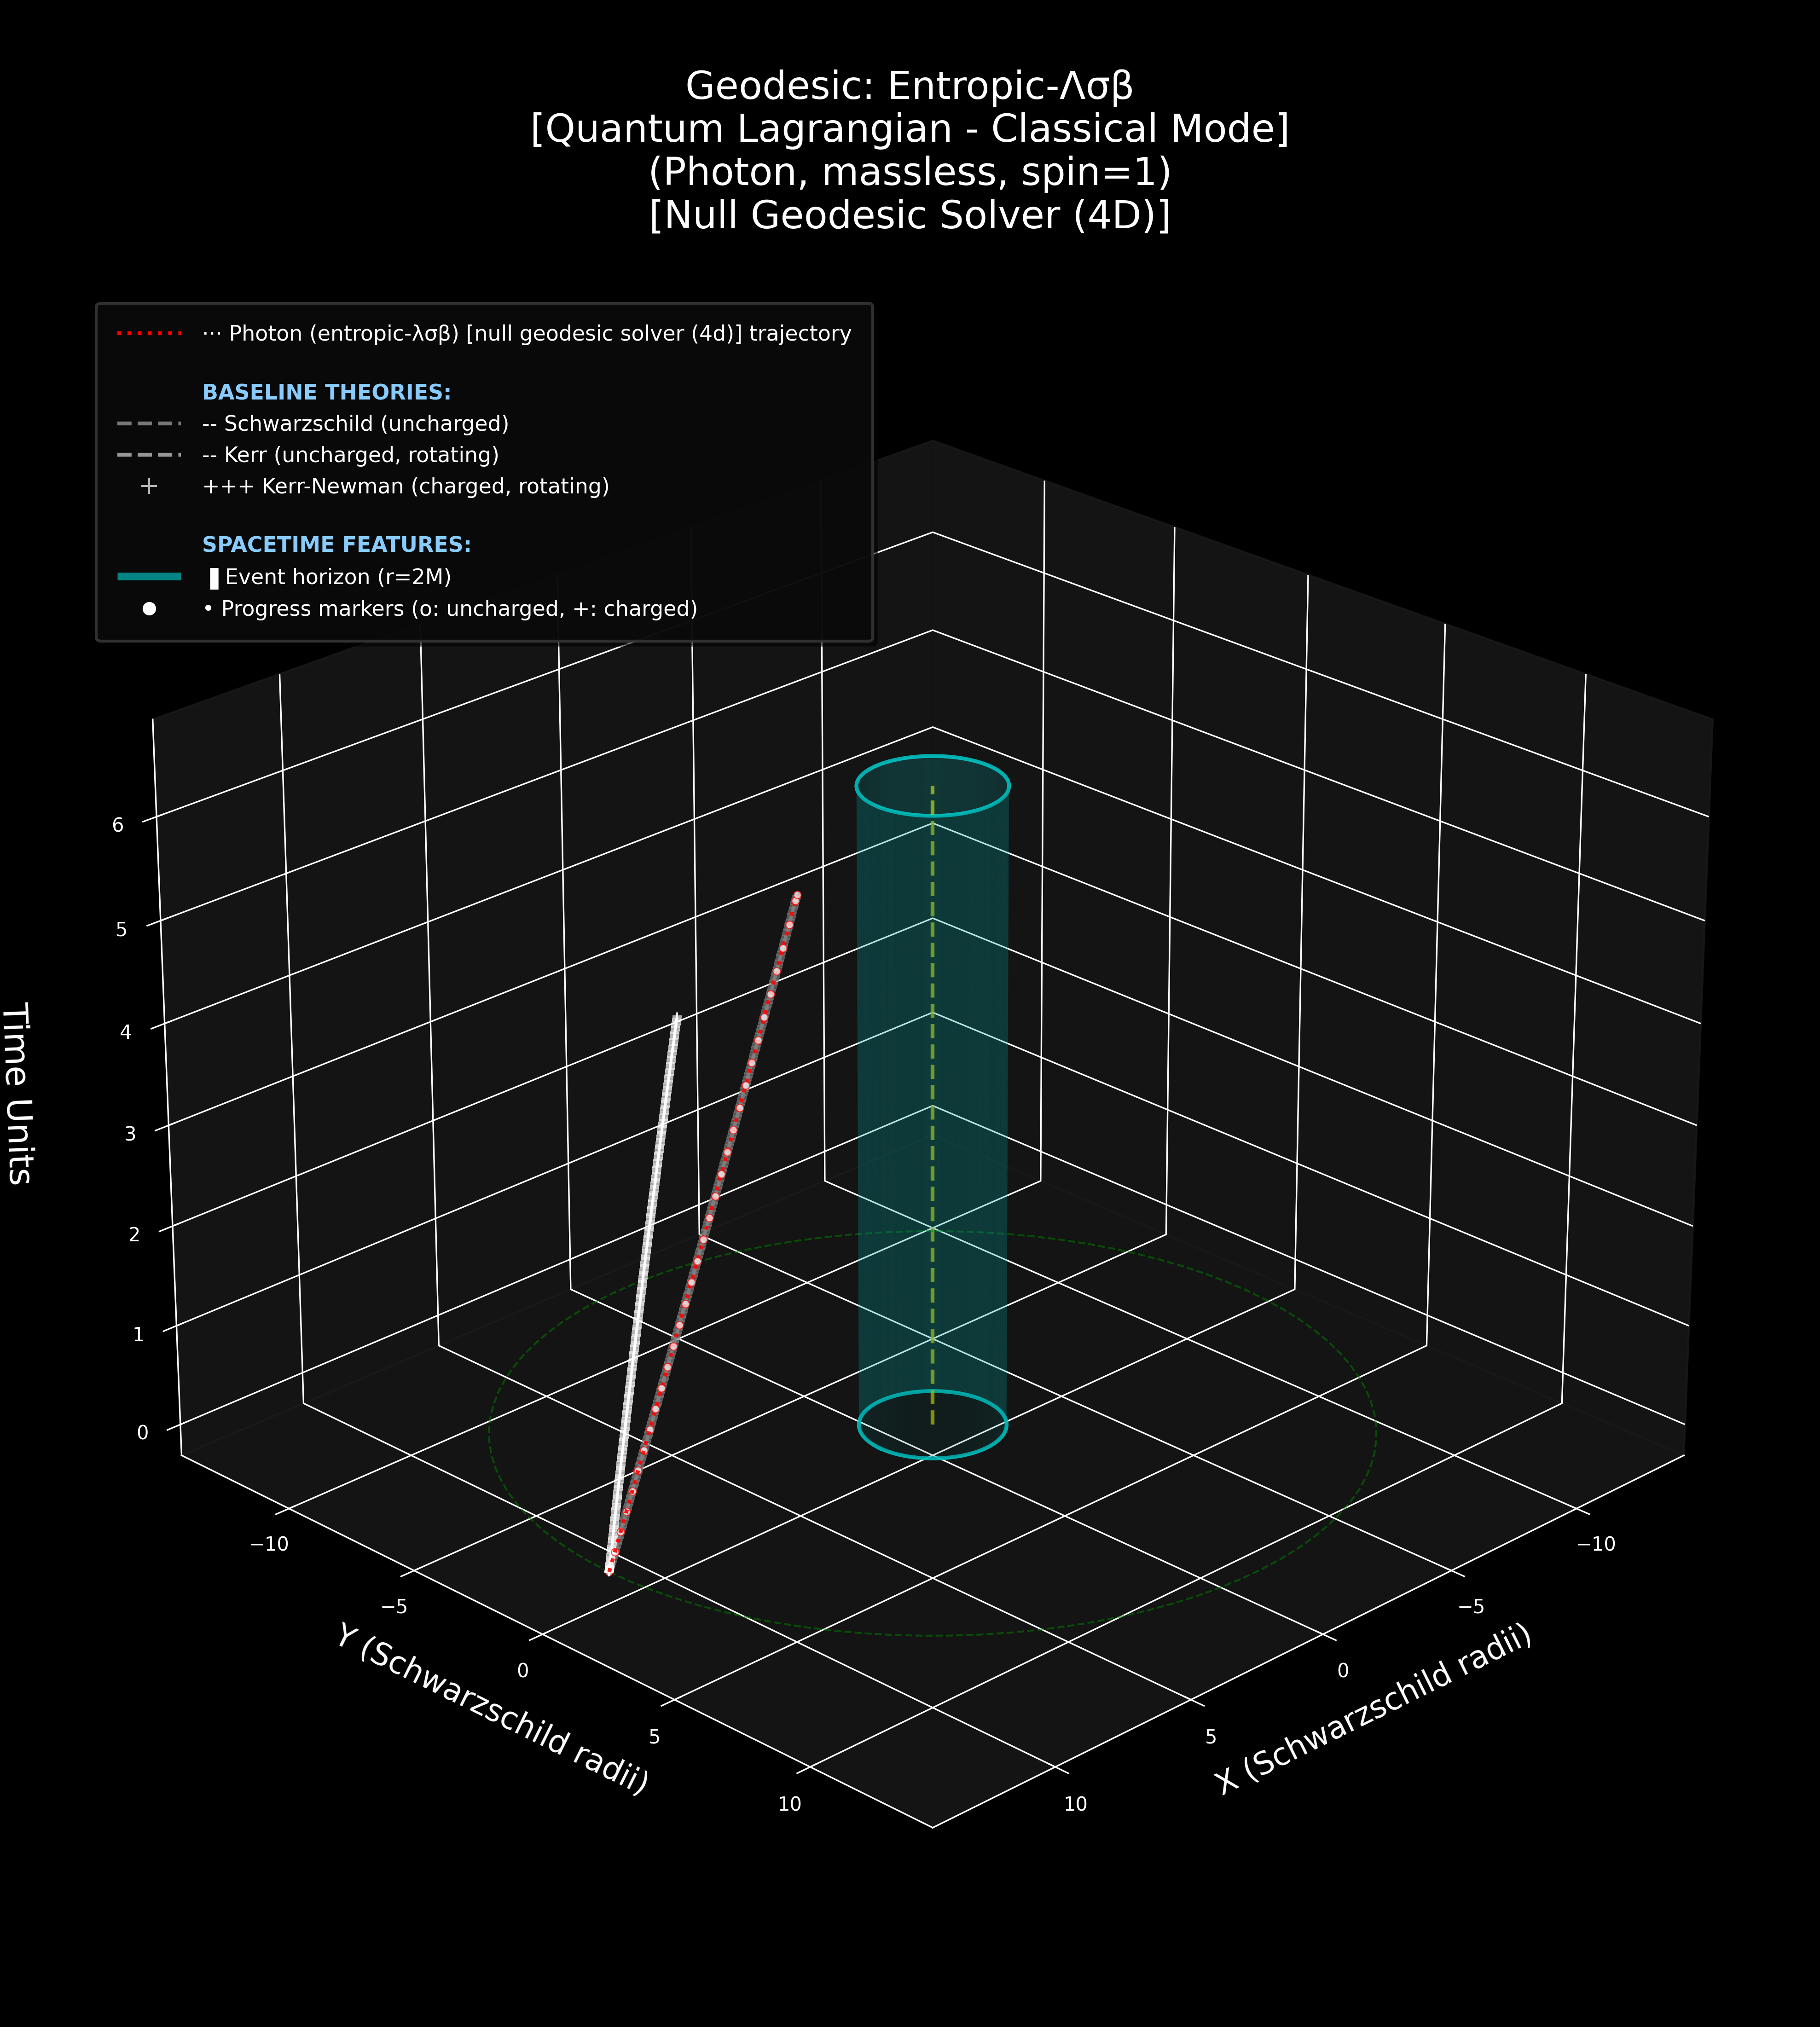 Geodesic: Entropic-Λσβ
[Quantum Lagrangian - Classical Mode]
(Photon, massless, spin=1)
[Null Geodesic Solver (4D)]
··· Photon (entropic-λσβ) [null geodesic solver (4d)] trajectory
BASELINE THEORIES:
-- Schwarzschild (uncharged)
-- Kerr (uncharged, rotating)
+++ Kerr-Newman (charged, rotating)
SPACETIME FEATURES:
▌Event horizon (r=2M)
• Progress markers (o: uncharged, +: charged)
6
5
4
3
2
1
0
Time Units
−10
−5
0
5
10
Y (Schwarzschild radii)
−10
−5
0
5
10
X (Schwarzschild radii)